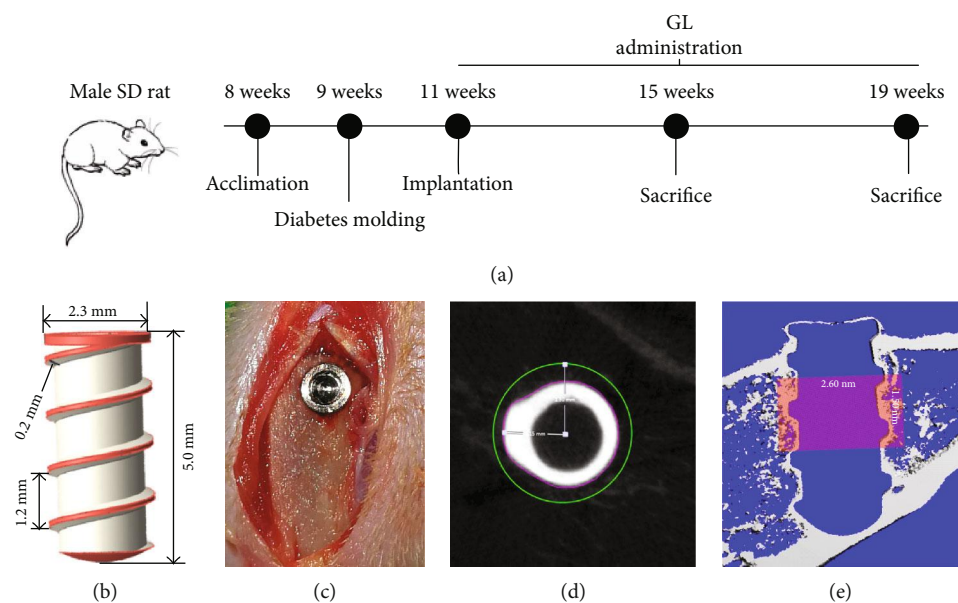 GL
administration
Male SD rat
8 weeks
9 weeks
11 weeks
15 weeks
19 weeks
Acclimation
Implantation
Sacrifice
Sacrifice
Diabetes molding
(a)
2.3 mm
0.2 mm
1.2 mm
5.0 mm
2.60 nm
(b)
(c)
(d)
(e)